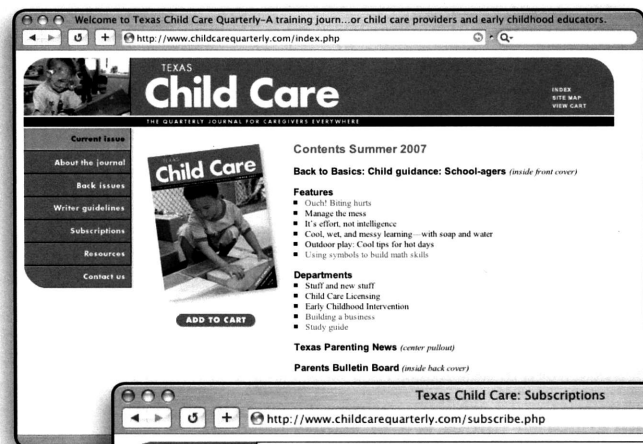 Welcome to Texas Child Care Quarterly–A training journ...or child care providers and early childhood educators.
http://www.childcarequarterly.com/index.php
Q
TEXAS
Child Care
INDEX
SITE MAP
VIEW CART
THE QUARTERLY JOURNAL FOR CAREGIVERS EVERYWHERE
Current issue
About the journal
Back issues
Writer guidelines
Subscriptions
Resources
Contact us
TEXAS
Child Care
ADD TO CART
Contents Summer 2007
Back to Basics: Child guidance: School-agers (inside front cover)
Features
■ Ouch! Biting hurts
■ Manage the mess
■ It's effort, not intelligence
■ Cool, wet, and messy learning—with soap and water
■ Outdoor play: Cool tips for hot days
■ Using symbols to build math skills
Departments
■ Stuff and new stuff
■ Child Care Licensing
■ Early Childhood Intervention
■ Building a business
■ Study guide
Texas Parenting News (center pullout)
Parents Bulletin Board (inside back cover)
Texas Child Care: Subscriptions
http://www.childcarequarterly.com/subscribe.php